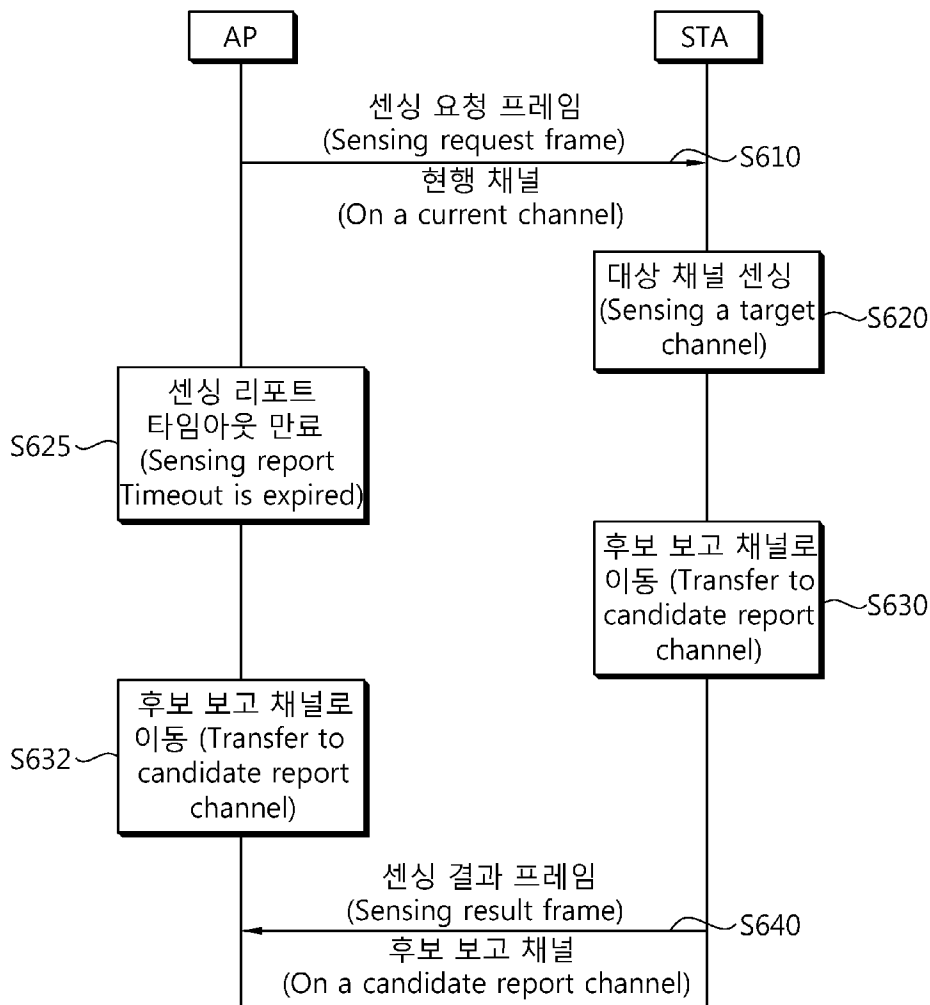 AP
STA
센싱 요청 프레임
(Sensing request frame)
S610
현행 채널
(On a current channel)
대상 채널 센싱
(Sensing a target
channel)
S620
센싱 리포트
타임아웃 만료
(Sensing report
Timeout is expired)
S625
후보 보고 채널로
이동 (Transfer to
candidate report
channel)
S630
후보 보고 채널로
이동 (Transfer to
candidate report
channel)
S632
센싱 결과 프레임
(Sensing result frame)
S640
후보 보고 채널
(On a candidate report channel)